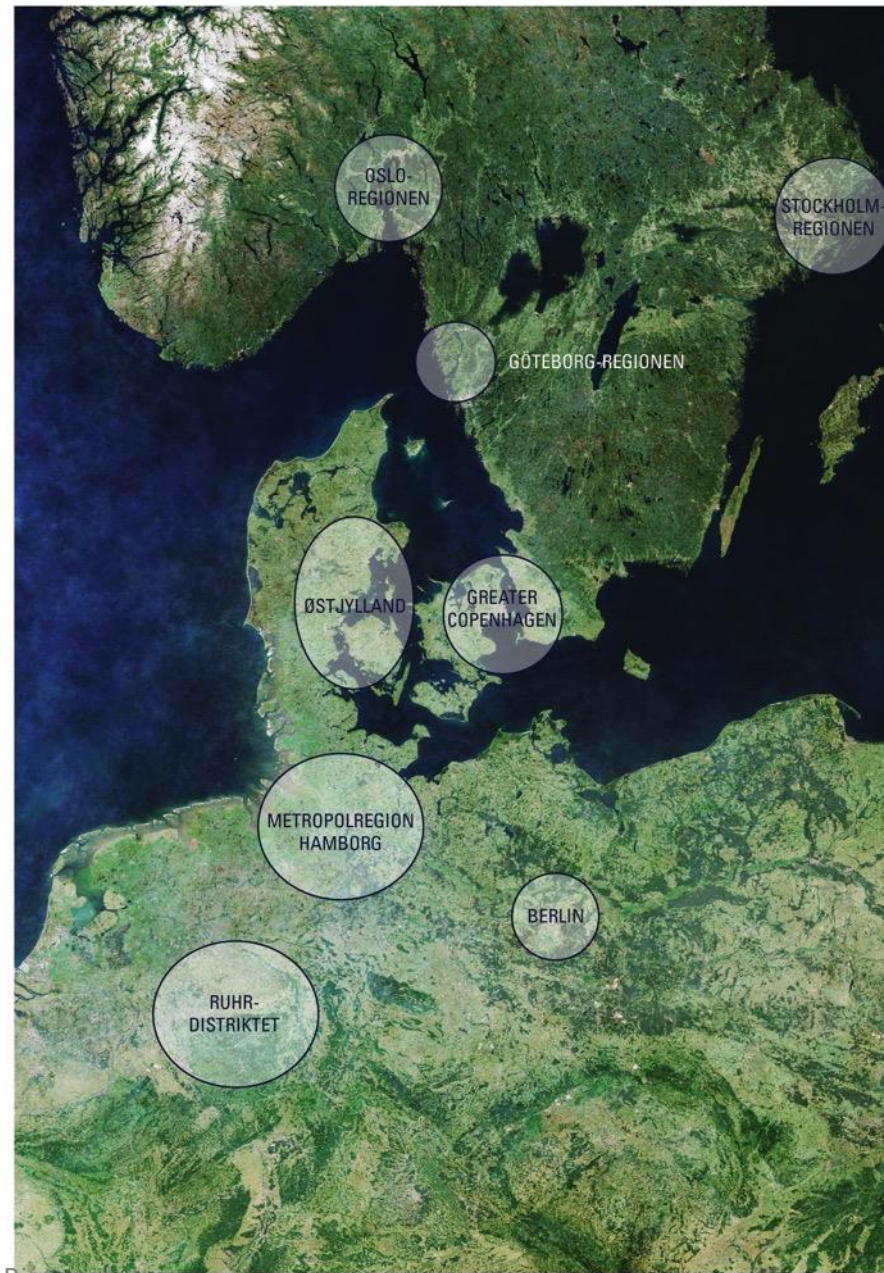 OSLO-
REGIONEN
STOCKHOLM-
REGIONEN
GÖTEBORG-REGIONEN
ØSTJYLLAND
GREATER
COPENHAGEN
METROPOLREGION
HAMBORG
BERLIN
RUHR-
DISTRIKTET